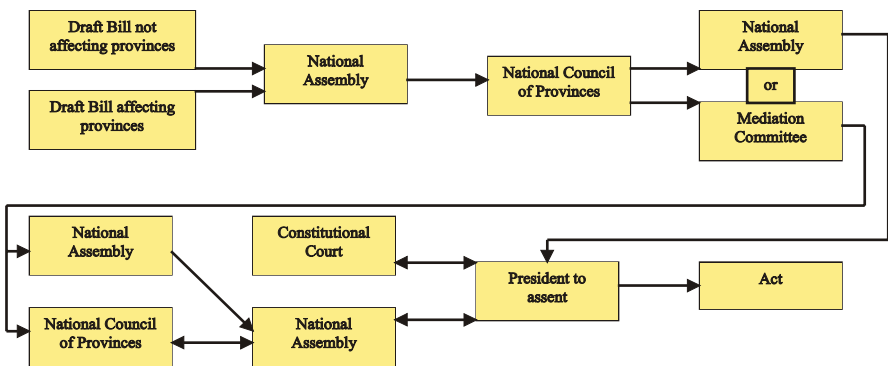 Draft Bill not
affecting provinces
Draft Bill affecting
provinces
National
Assembly
National Council
of Provinces
National
Assembly
or
Mediation
Committee
National
Assembly
Constitutional
Court
President to
assent
Act
National Council
of Provinces
National
Assembly